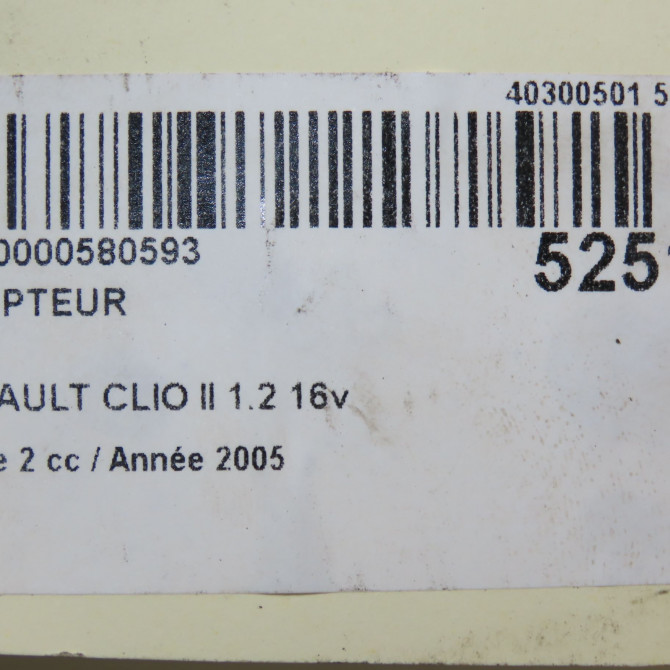 40300501 5
0000580593
525
PTEUR
AULT CLIO II 1.2 16v
e 2 cc / Année 2005